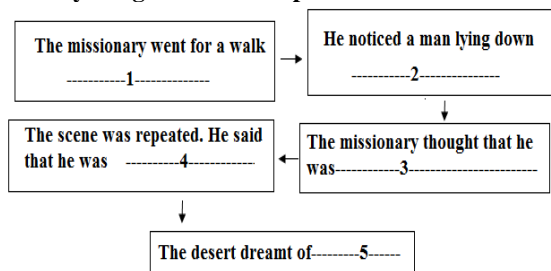 The missionary went for a walk
-----------1--------------
He noticed a man lying down
-----------2---------------
The missionary thought that he
was------------3------------------------
The scene was repeated. He said
that he was ----------4-------------
The desert dreamt of---------5------